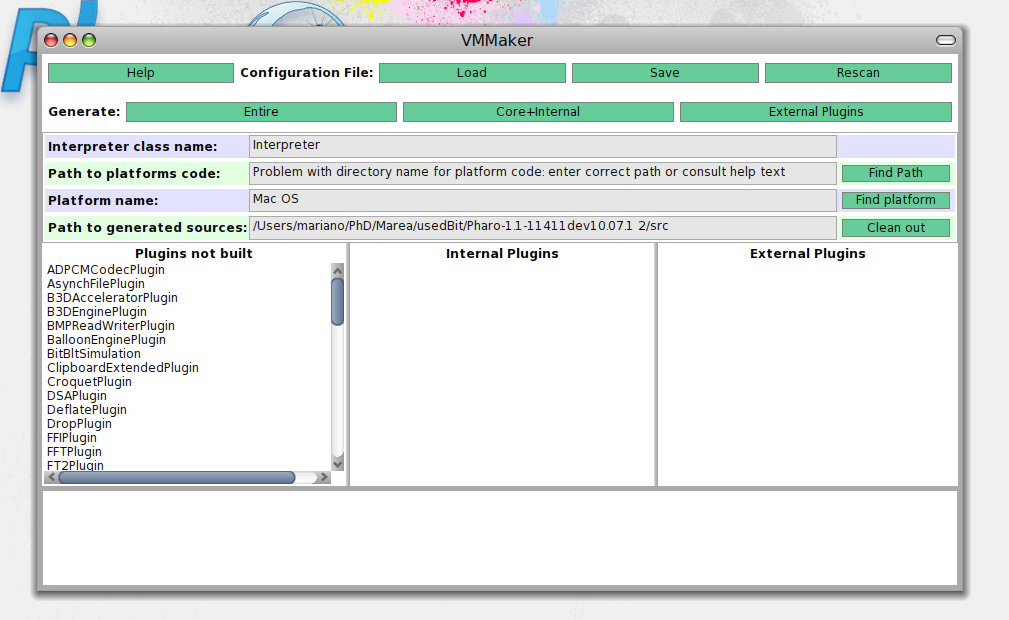 VMMaker
Help Configuration File: Load Save Rescan
Generate: Entire Core+Internal External Plugins
Interpreter class name: Interpreter
Path to platforms code: Problem with directory name for platform code: enter correct path or consult help text Find Path
Platform name: Mac OS Find platform
Path to generated sources: /Users/mariano/PhD/Marea/usedBit/Pharo-1.1-11411dev10.07.1 2/src Clean out
Plugins not built Internal Plugins External Plugins
ADPCMCodecPlugin
AsynchFilePlugin
B3DAcceleratorPlugin
B3DEnginePlugin
BMPReadWriterPlugin
BalloonEnginePlugin
BitBltSimulation
ClipboardExtendedPlugin
CroquetPlugin
DSAPlugin
DeflatePlugin
DropPlugin
FFIPlugin
FFTPlugin
FT2Plugin